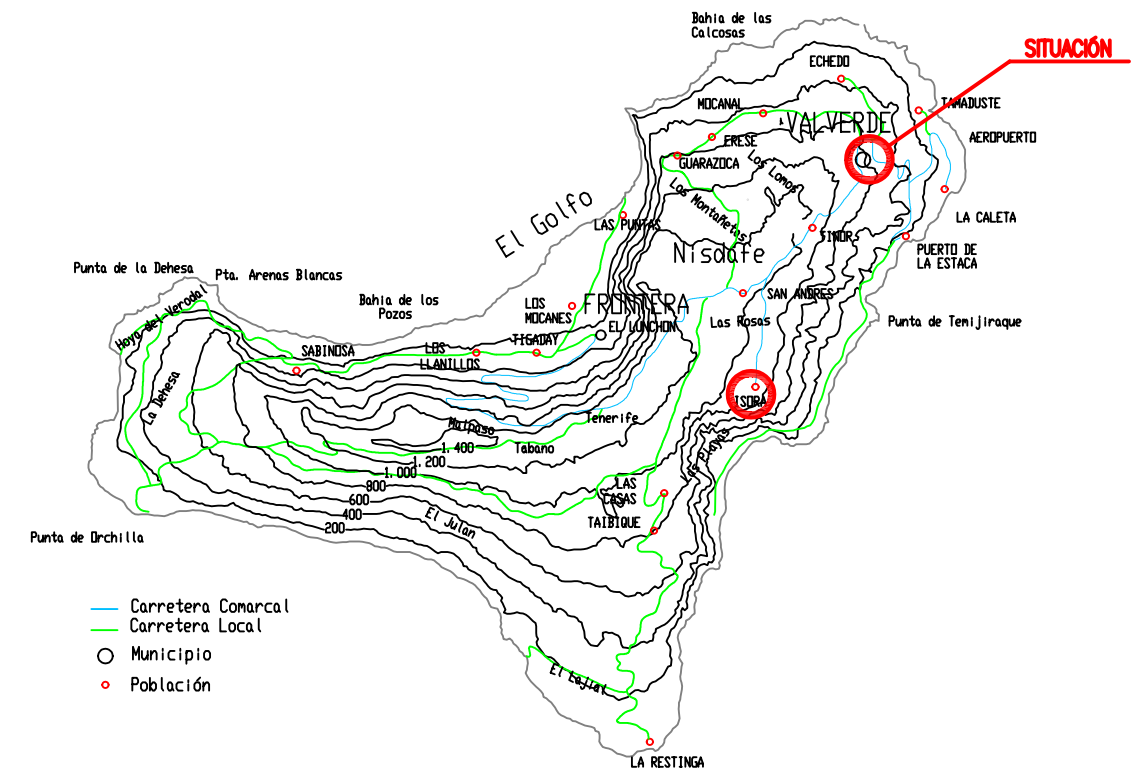 Bahia de las
Calcosas
SITUACIÓN
ECHEDO
MOCANAL
TAMADUSTE
VALVERDE
AEROPUERTO
ERESE
GUARAZOCA
Los Lomos
Las Montañetas
El Golfo
LAS PUNTAS
LA CALETA
TIÑOR
PUERTO DE
LA ESTACA
Nisdafe
Punta de la Dehesa
Pta. Arenas Blancas
Hoya del Verodal
Bahia de los
Pozos
LOS
MOCANES
FRONTERA
SAN ANDRES
Las Rosas
Punta de Temijiraque
EL LUNCHON
TIGADAY
LOS
LLANILLOS
SABINOSA
La Dehesa
ISORA
Malpaso
Tenerife
Tabano
Las Playas
1.400
1.200
1.000
800
600
400
200
LAS
CASAS
TAIBIQUE
El Julan
Punta de Orchilla
Carretera Comarcal
Carretera Local
Municipio
Población
El Lajial
LA RESTINGA